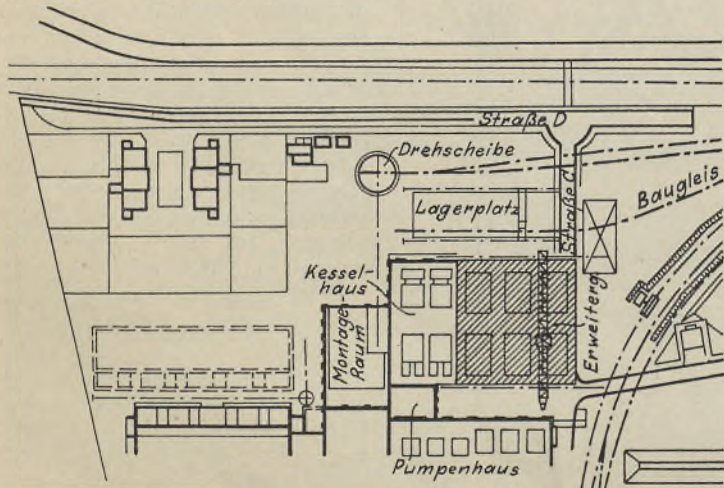 Straße D
Drehscheibe
Baugleis
Lagerplatz
Straße C
Kessel-
haus
Montage
Raum
Erweiterg.
Pumpenhaus